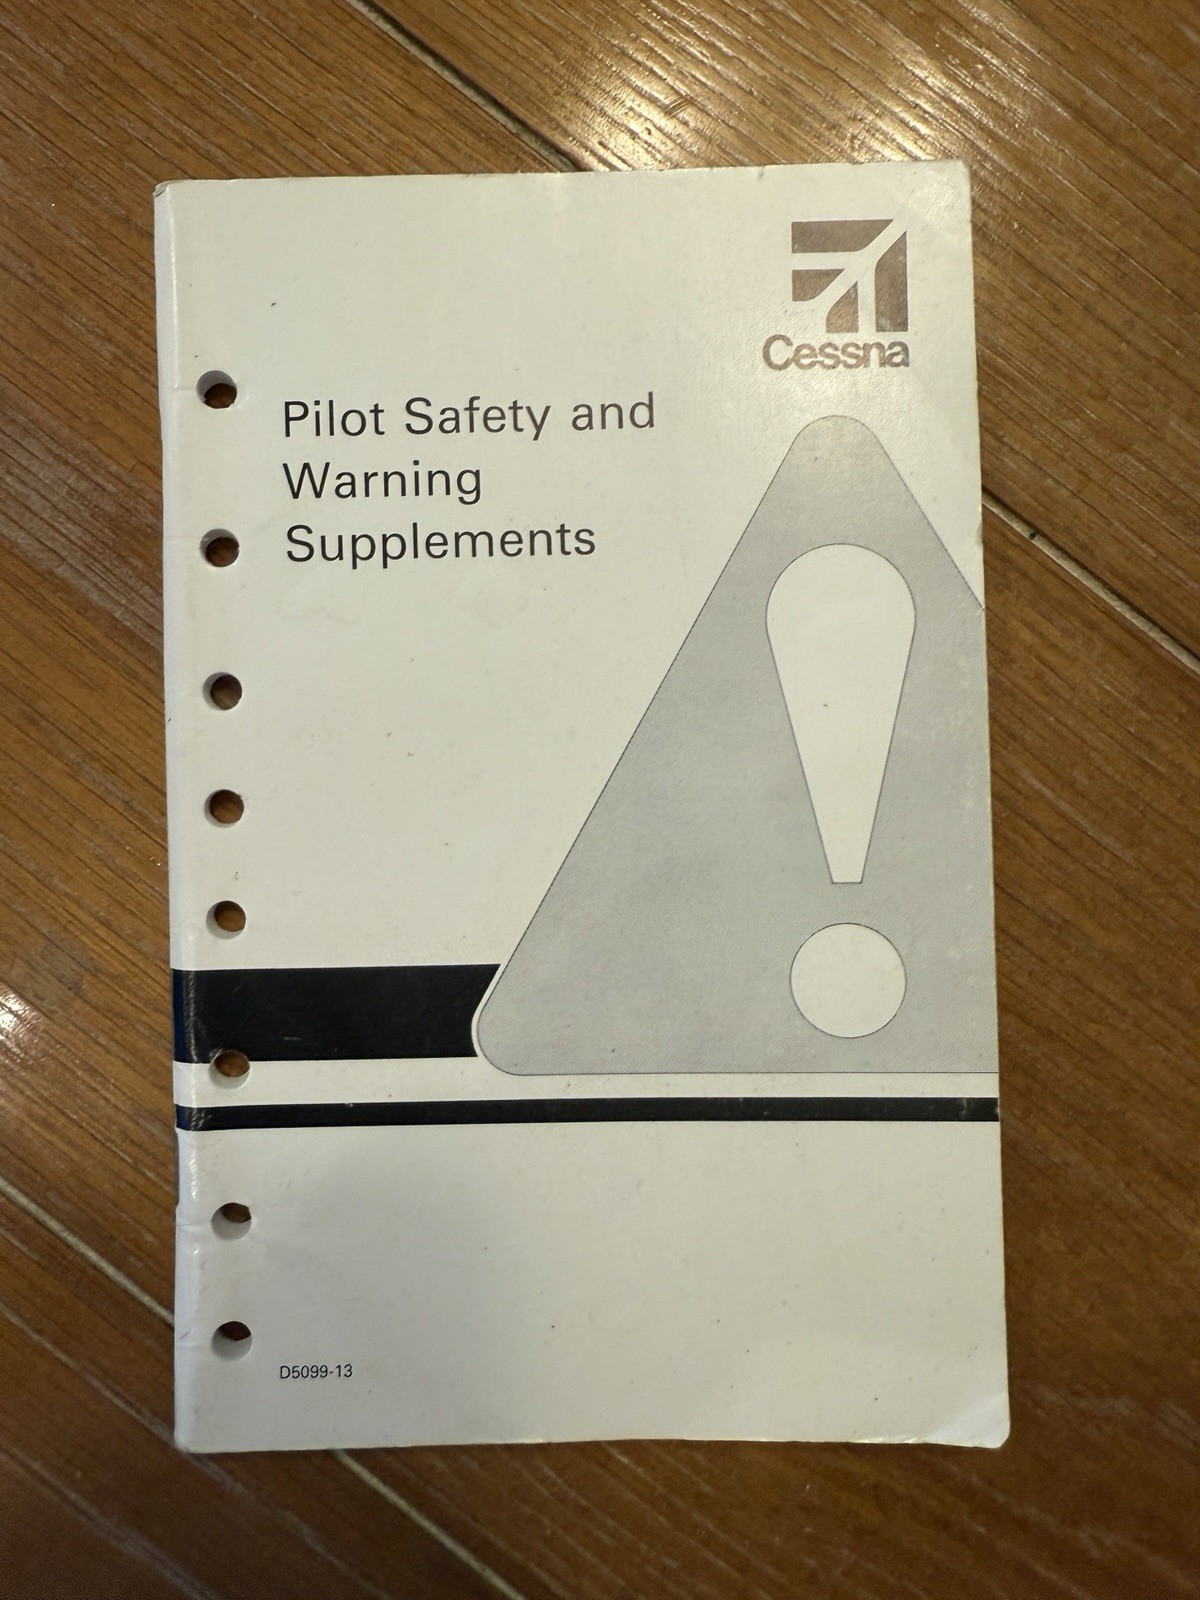 Cessna
Pilot Safety and
Warning
Supplements
D5099-13